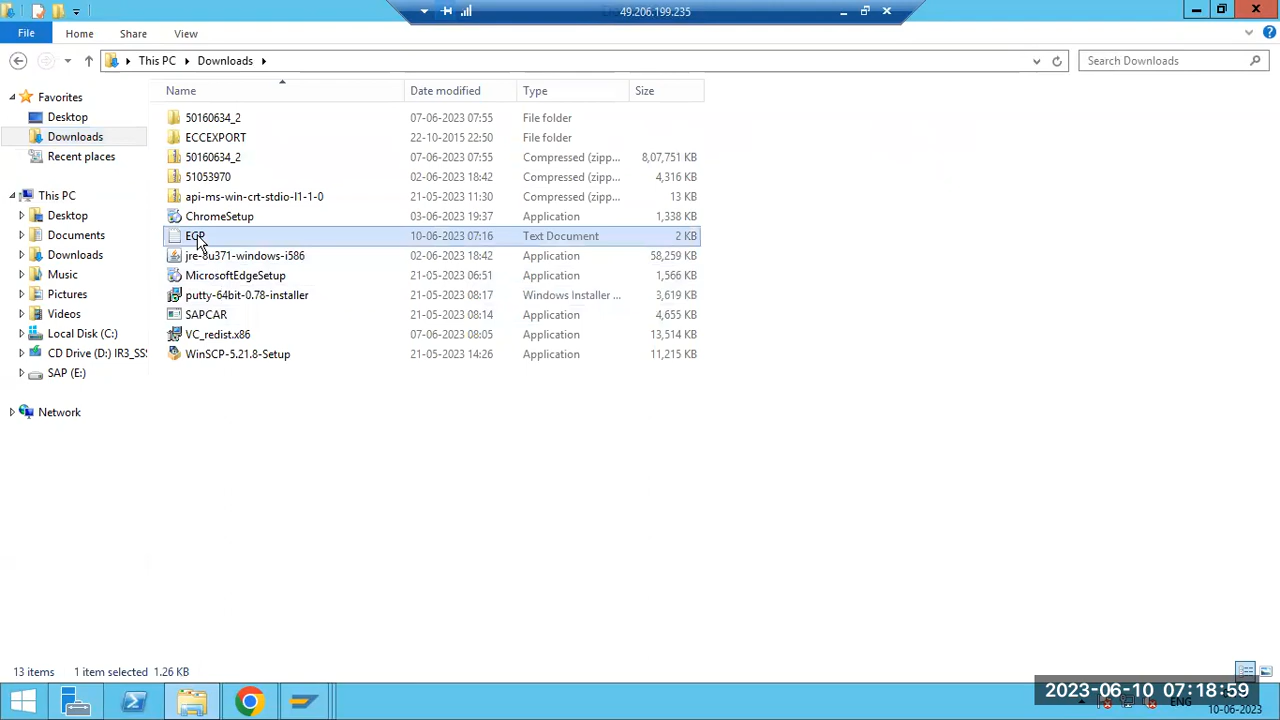 49.206.199.235
File
Home
Share
View
This PC
Downloads
Search Downloads
Favorites
Desktop
Downloads
Recent places
This PC
Desktop
Documents
Downloads
Music
Pictures
Videos
Local Disk (C:)
CD Drive (D:) IR3_SS
SAP (E:)
Network
Name Date modified Type Size
50160634_2 07-06-2023 07:55 File folder
ECCEXPORT 22-10-2015 22:50 File folder
50160634_2 07-06-2023 07:55 Compressed (zipp... 8,07,751 KB
51053970 02-06-2023 18:42 Compressed (zipp... 4,316 KB
api-ms-win-crt-stdio-l1-1-0 21-05-2023 11:30 Compressed (zipp... 13 KB
ChromeSetup 03-06-2023 19:37 Application 1,338 KB
10-06-2023 07:16 Text Document 2 KB
jre-8u371-windows-i586 02-06-2023 18:42 Application 58,259 KB
MicrosoftEdgeSetup 21-05-2023 06:51 Application 1,566 KB
putty-64bit-0.78-installer 21-05-2023 08:17 Windows Installer ... 3,619 KB
SAPCAR 21-05-2023 08:14 Application 4,655 KB
VC_redist.x86 07-06-2023 08:05 Application 13,514 KB
WinSCP-5.21.8-Setup 21-05-2023 14:26 Application 11,215 KB
13 items 1 item selected 1.26 KB
2023-06-10 07:18:59
ENG
10-06-2023